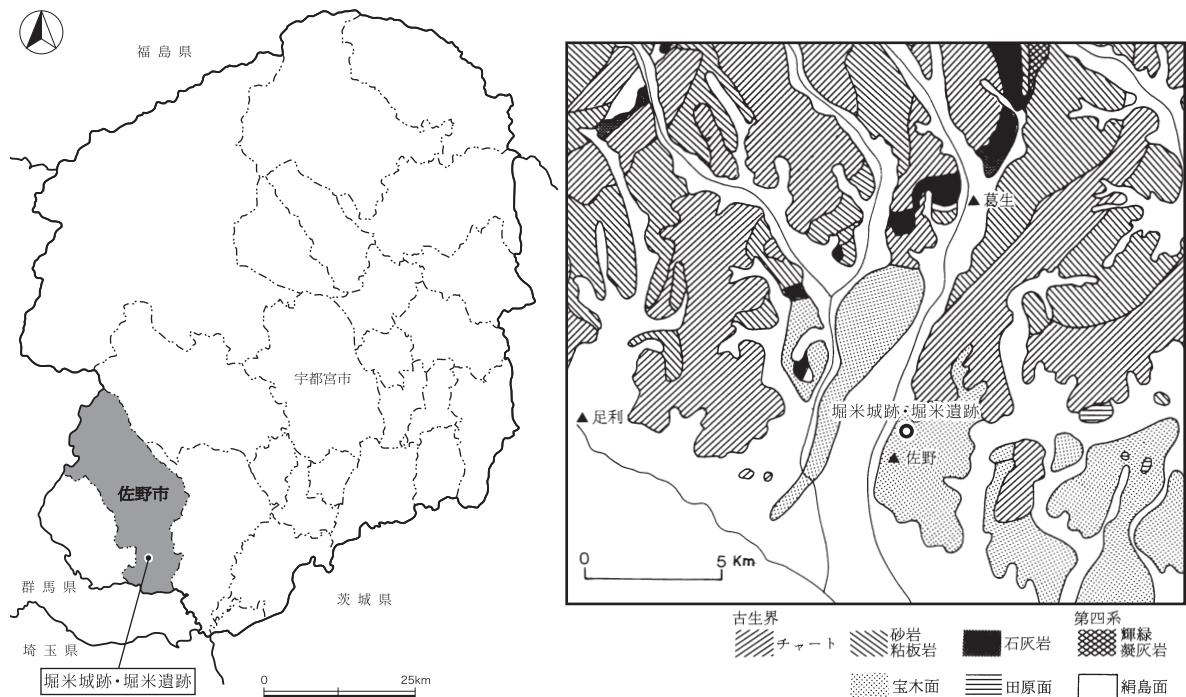 福島県
宇都宮市
佐野市
群馬県
茨城県
埼玉県
堀米城跡・堀米遺跡
0 25km
▲葛生
▲足利
堀米城跡・堀米遺跡
▲佐野
0 5 Km
古生界 第四系
チャート
砂岩
粘板岩
石灰岩
輝緑
凝灰岩
宝木面
田原面
絹島面